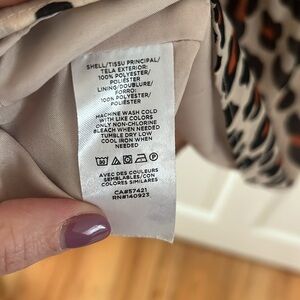 SHELL/TISSU PRINCIPAL/
TELA EXTERIOR:
100% POLYESTER/
POLIÉSTER
LINING/DOUBLURE/
FORRO:
100% POLYESTER/
POLIÉSTER
MACHINE WASH COLD
WITH LIKE COLORS
ONLY NON-CHLORINE
BLEACH WHEN NEEDED
TUMBLE DRY LOW
COOL IRON WHEN
NEEDED
AVEC DES COULEURS
SEMBLABLES/CON
COLORES SIMILARES
CA#57421
RN#140923